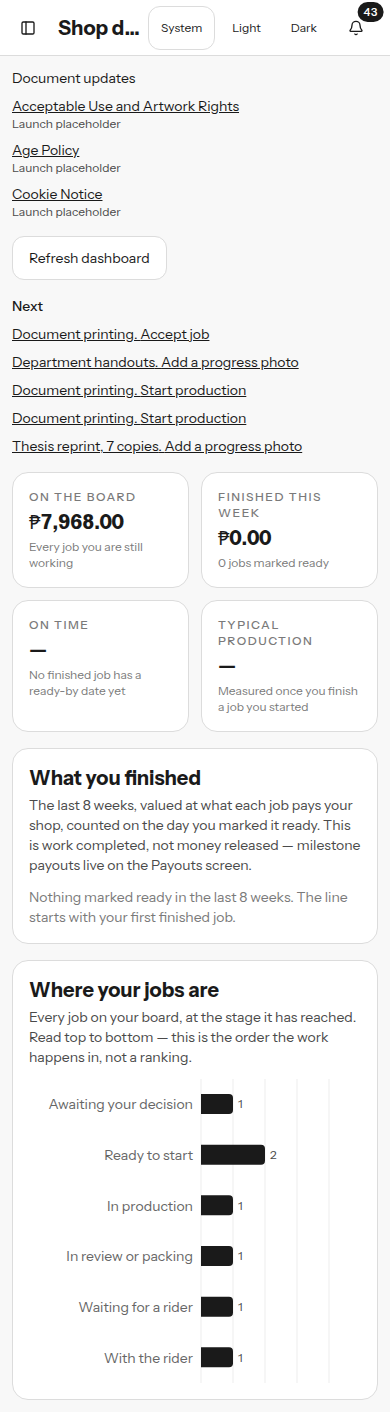 Shop d...
System
Light
Dark
43
Document updates
Acceptable Use and Artwork Rights
Launch placeholder
Age Policy
Launch placeholder
Cookie Notice
Launch placeholder
Refresh dashboard
Next
Document printing. Accept job
Department handouts. Add a progress photo
Document printing. Start production
Document printing. Start production
Thesis reprint, 7 copies. Add a progress photo
ON THE BOARD
₱7,968.00
Every job you are still
working
FINISHED THIS
WEEK
₱0.00
0 jobs marked ready
ON TIME
—
No finished job has a
ready-by date yet
TYPICAL
PRODUCTION
—
Measured once you finish
a job you started
What you finished
The last 8 weeks, valued at what each job pays your
shop, counted on the day you marked it ready. This
is work completed, not money released — milestone
payouts live on the Payouts screen.
Nothing marked ready in the last 8 weeks. The line
starts with your first finished job.
Where your jobs are
Every job on your board, at the stage it has reached.
Read top to bottom — this is the order the work
happens in, not a ranking.
Awaiting your decision 1
Ready to start 2
In production 1
In review or packing 1
Waiting for a rider 1
With the rider 1